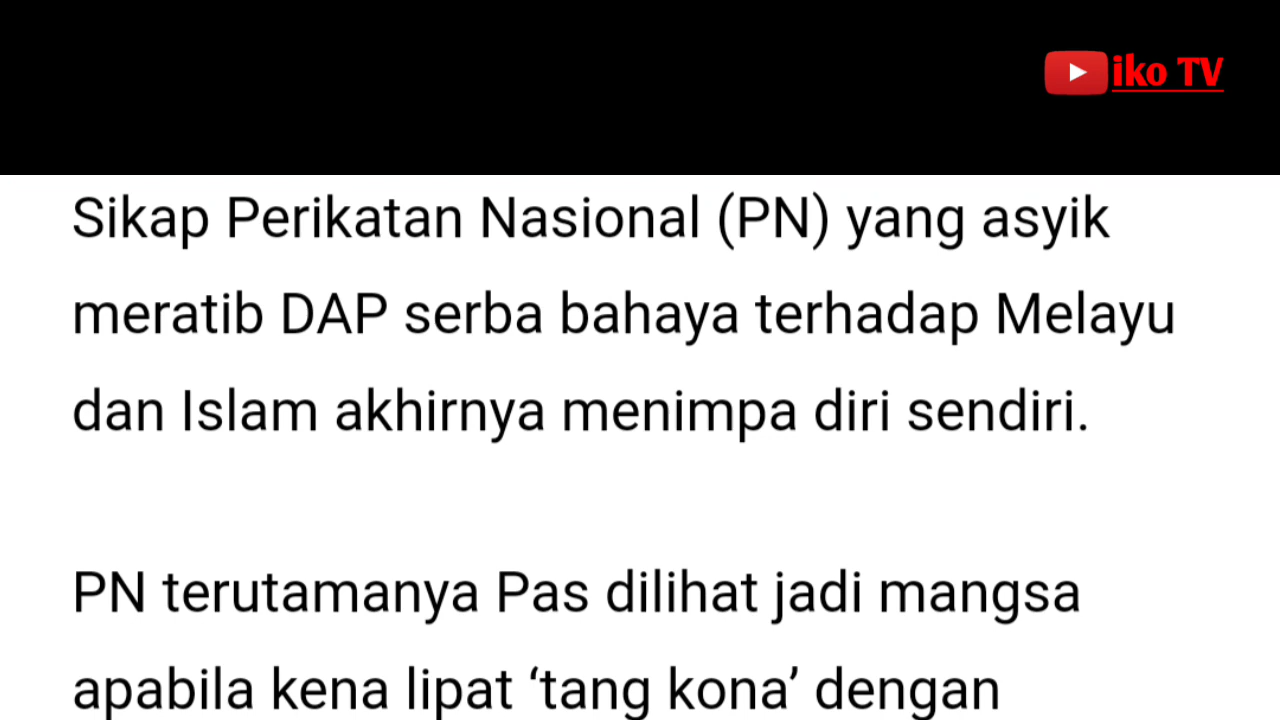 iko TV
Sikap Perikatan Nasional (PN) yang asyik
meratib DAP serba bahaya terhadap Melayu
dan Islam akhirnya menimpa diri sendiri.
PN terutamanya Pas dilihat jadi mangsa
apabila kena lipat ‘tang kona’ dengan